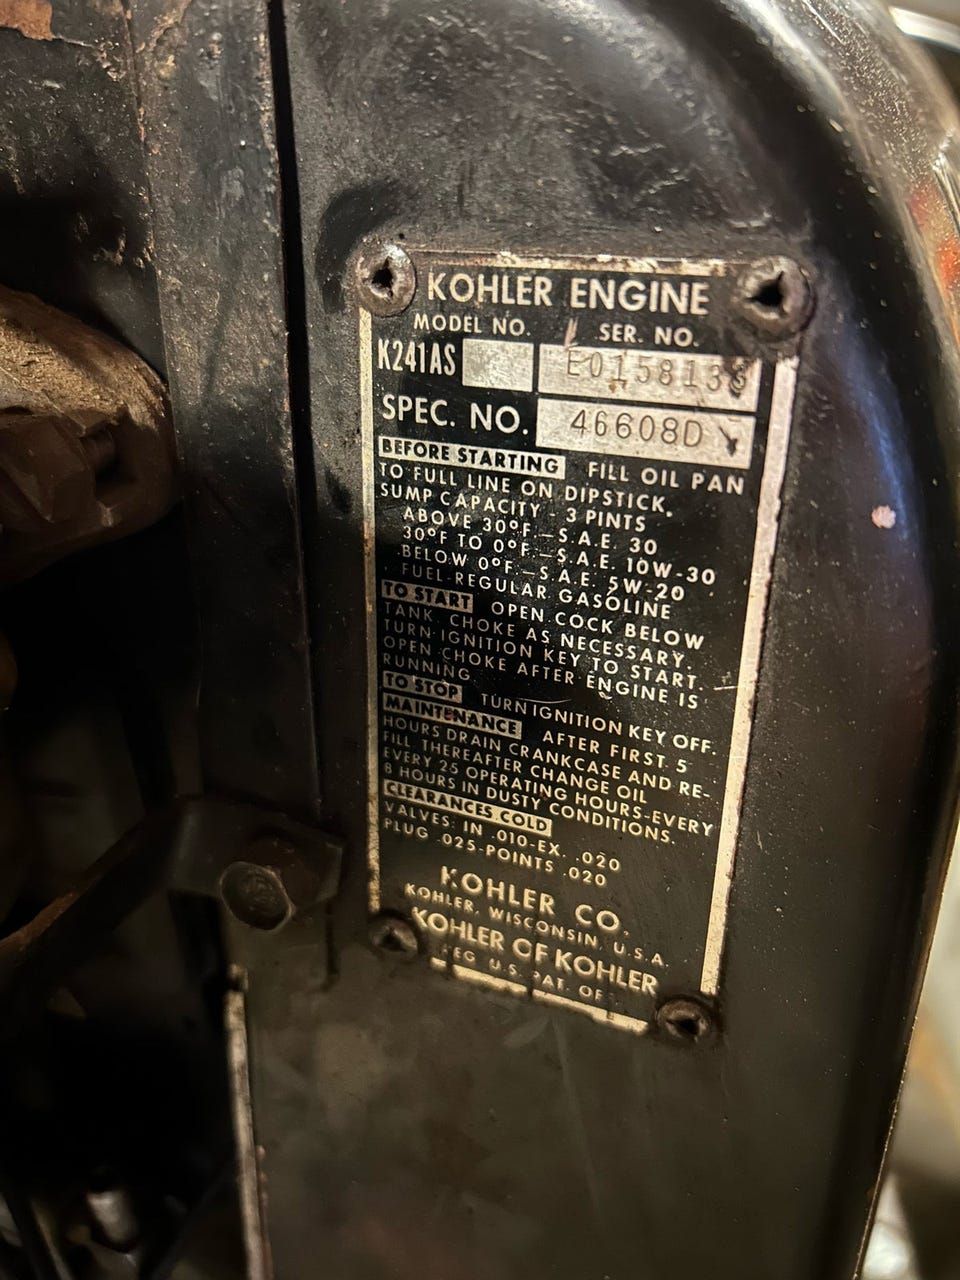 KOHLER ENGINE
MODEL NO. SER. NO.
K241AS E0158133
SPEC. NO. 46608D
BEFORE STARTING FILL OIL PAN
TO FULL LINE ON DIPSTICK.
SUMP CAPACITY - 3 PINTS
ABOVE 30°F.-S.A.E. 30
30°F TO 0°F.-S.A.E. 10W-30
BELOW 0°F.-S.A.E. 5W-20
FUEL-REGULAR GASOLINE
TO START OPEN COCK BELOW
TANK. CHOKE AS NECESSARY.
TURN IGNITION KEY TO START.
OPEN CHOKE AFTER ENGINE IS
RUNNING.
TO STOP TURN IGNITION KEY OFF.
MAINTENANCE AFTER FIRST 5
HOURS DRAIN CRANKCASE AND RE-
FILL THEREAFTER CHANGE OIL
EVERY 25 OPERATING HOURS-EVERY
8 HOURS IN DUSTY CONDITIONS.
CLEARANCES COLD
VALVES: IN .010-EX. .020
PLUG .025-POINTS .020
KOHLER CO.
KOHLER, WISCONSIN, U.S.A.
KOHLER OF KOHLER
REG U.S. PAT. OF